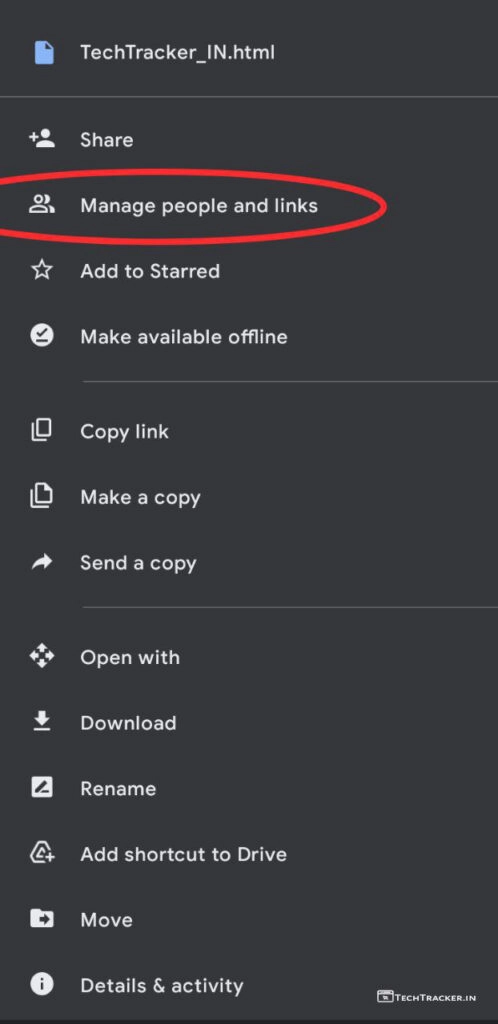 TechTracker_IN.html
Share
Manage people and links
Add to Starred
Make available offline
Copy link
Make a copy
Send a copy
Open with
Download
Rename
Add shortcut to Drive
Move
Details & activity
TECHTRACKER.IN